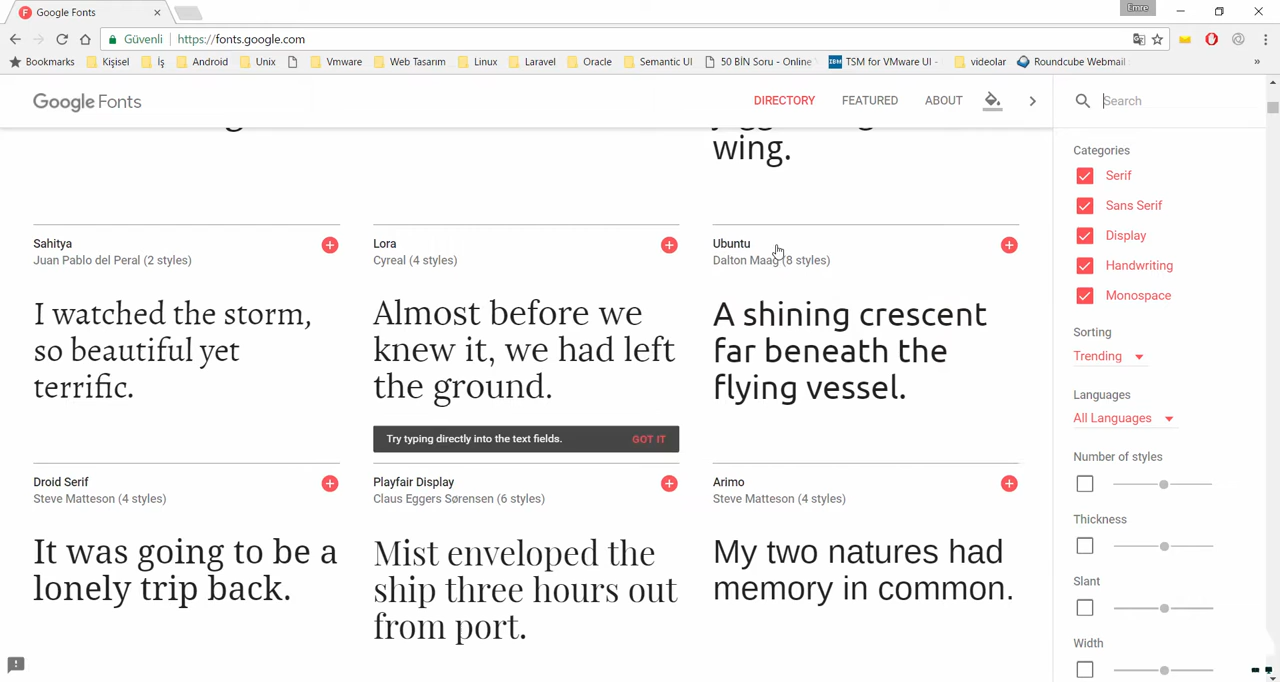 Google Fonts
Emre
Güvenli
https://fonts.google.com
Bookmarks
Kişisel
İş
Android
Unix
Vmware
Web Tasarım
Linux
Laravel
Oracle
Semantic UI
50 BİN Soru - Online
IBM
TSM for VMware UI -
videolar
Roundcube Webmail
»
Google Fonts
DIRECTORY
FEATURED
ABOUT
Search
wing.
Sahitya
Juan Pablo del Peral (2 styles)
I watched the storm,
so beautiful yet
terrific.
Lora
Cyreal (4 styles)
Almost before we
knew it, we had left
the ground.
Try typing directly into the text fields.
GOT IT
Ubuntu
Dalton Maag (8 styles)
A shining crescent
far beneath the
flying vessel.
Droid Serif
Steve Matteson (4 styles)
It was going to be a
lonely trip back.
Playfair Display
Claus Eggers Sørensen (6 styles)
Mist enveloped the
ship three hours out
from port.
Arimo
Steve Matteson (4 styles)
My two natures had
memory in common.
Categories
Serif
Sans Serif
Display
Handwriting
Monospace
Sorting
Trending
Languages
All Languages
Number of styles
Thickness
Slant
Width